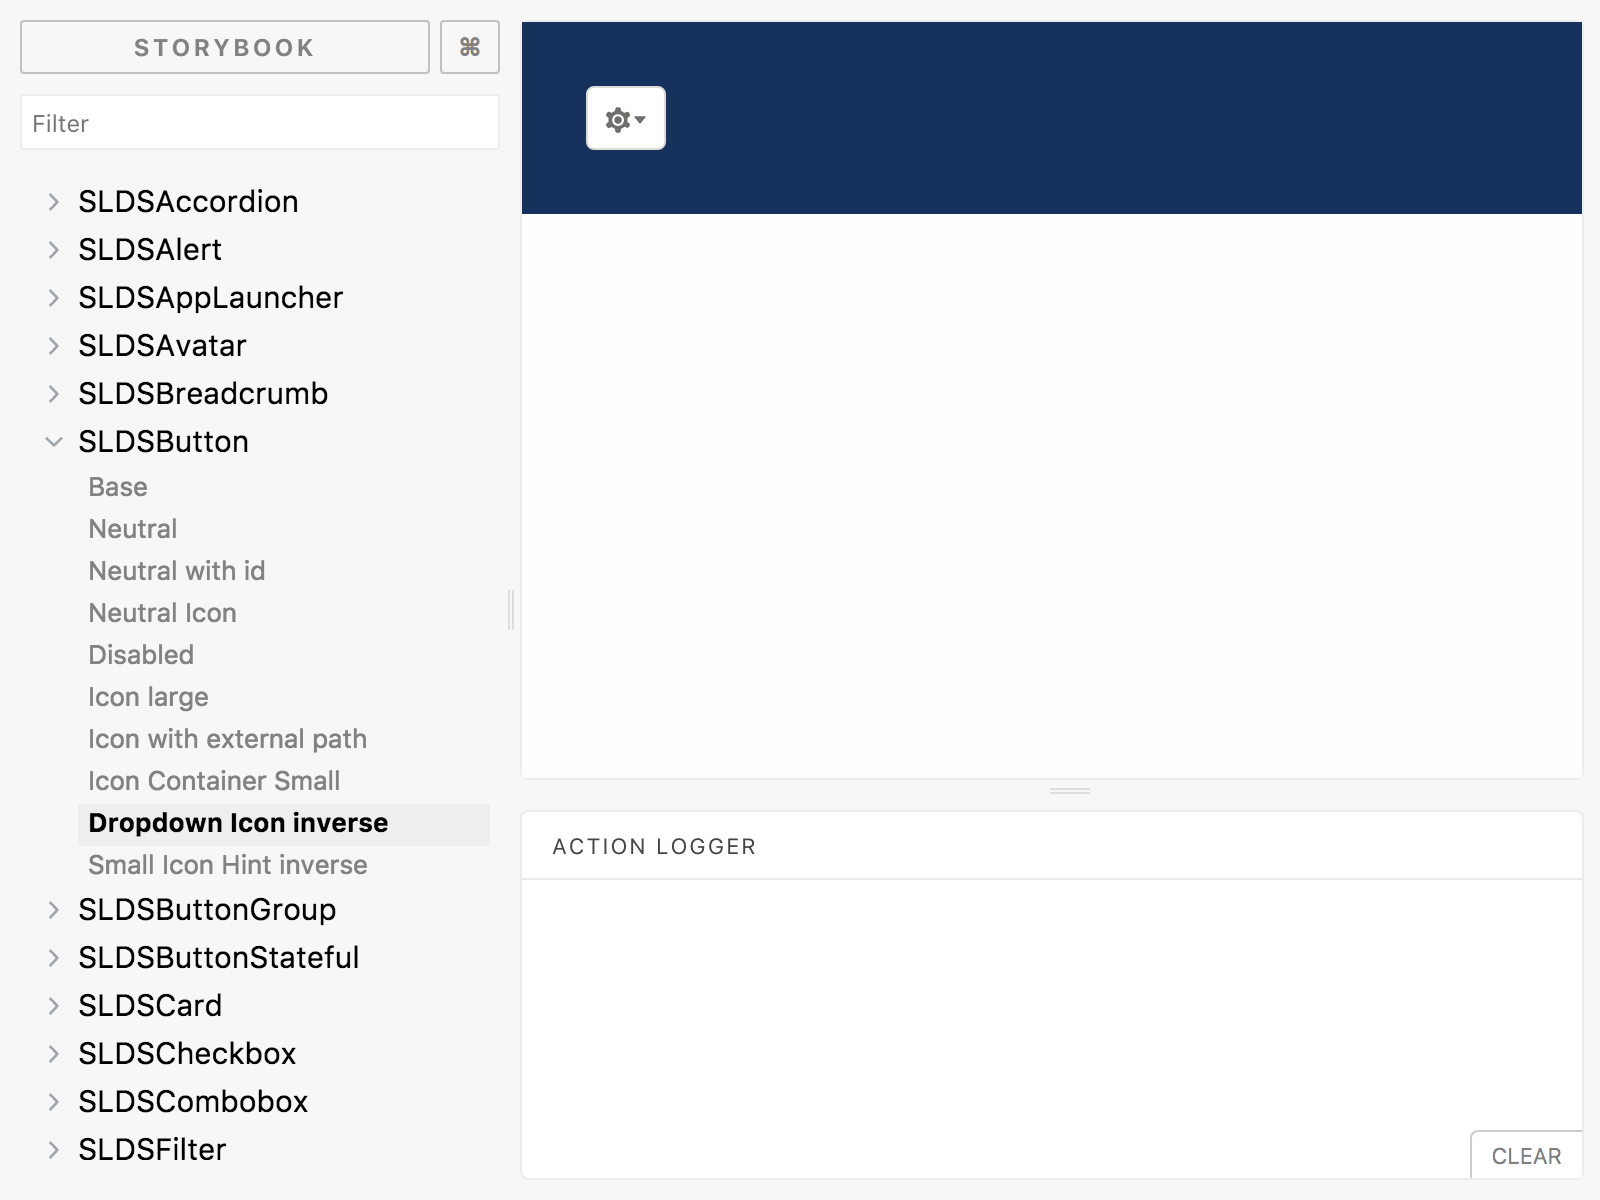 STORYBOOK
⌘
Filter
SLDSAccordion
SLDSAlert
SLDSAppLauncher
SLDSAvatar
SLDSBreadcrumb
SLDSButton
Base
Neutral
Neutral with id
Neutral Icon
Disabled
Icon large
Icon with external path
Icon Container Small
Dropdown Icon inverse
Small Icon Hint inverse
SLDSButtonGroup
SLDSButtonStateful
SLDSCard
SLDSCheckbox
SLDSCombobox
SLDSFilter
ACTION LOGGER
CLEAR